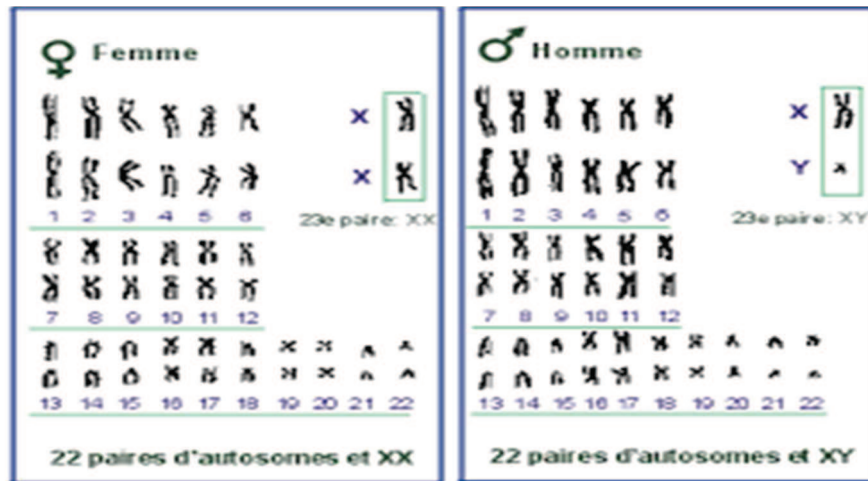 ♀ Femme
X
X
1 2 3 4 5 6
23e paire: XX
7 8 9 10 11 12
13 14 15 16 17 18 19 20 21 22
22 paires d'autosomes et XX
♂ Homme
X
Y
1 2 3 4 5 6
23e paire: XY
7 8 9 10 11 12
13 14 15 16 17 18 19 20 21 22
22 paires d'autosomes et XY